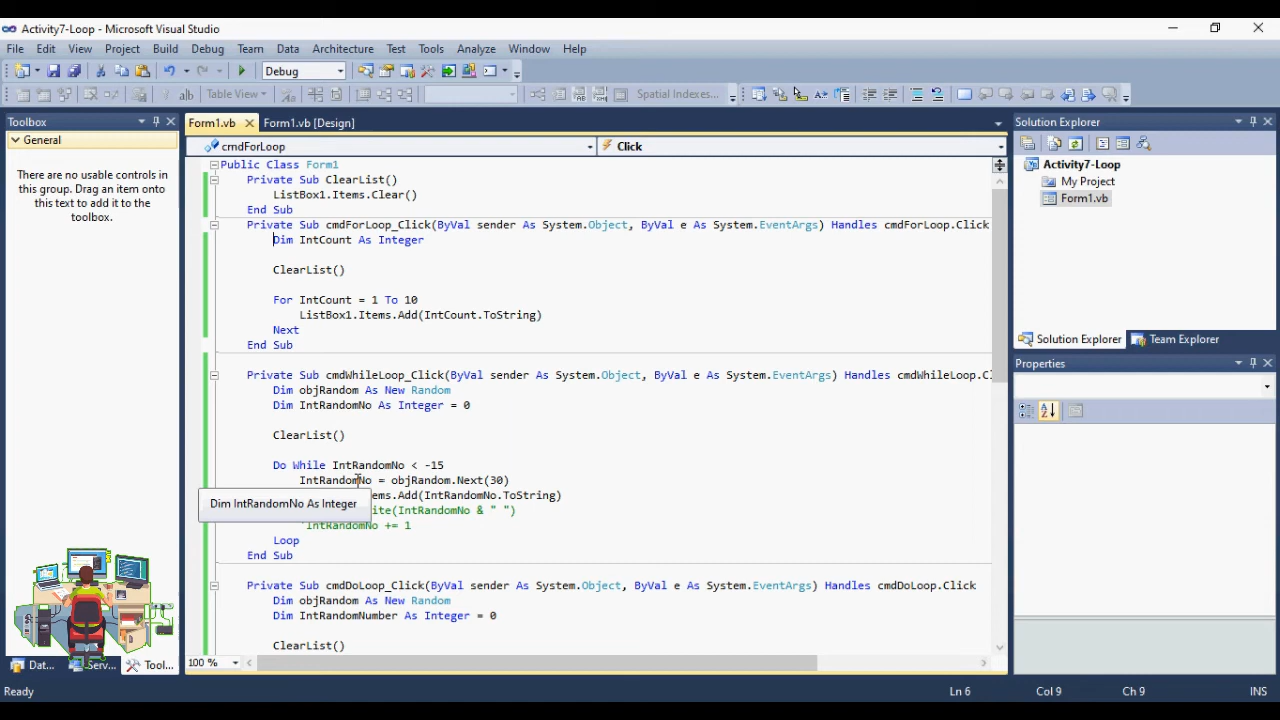 Activity7-Loop - Microsoft Visual Studio
File Edit View Project Build Debug Team Data Format Tools Architecture Test Analyze Window Help
Debug
Table View
Spatial Indexes...
Toolbox
General
There are no usable controls in
this group. Drag an item onto
this text to add it to the
toolbox.
Dat...
Serv...
Tool...
Form1.vb
Form1.vb [Design]
cmdForLoop
Click
Public Class Form1
Private Sub ClearList()
ListBox1.Items.Clear()
End Sub
Private Sub cmdForLoop_Click(ByVal sender As System.Object, ByVal e As System.EventArgs) Handles cmdForLoop.Click
Dim IntCount As Integer
ClearList()
For IntCount = 1 To 10
ListBox1.Items.Add(IntCount.ToString)
Next
End Sub
Private Sub cmdWhileLoop_Click(ByVal sender As System.Object, ByVal e As System.EventArgs) Handles cmdWhileLoop.Cl
Dim objRandom As New Random
Dim IntRandomNo As Integer = 0
ClearList()
Do While IntRandomNo < -15
IntRandomNo = objRandom.Next(30)
ems.Add(IntRandomNo.ToString)
Dim IntRandomNo As Integer
ite(IntRandomNo & " ")
'IntRandomNo += 1
Loop
End Sub
Private Sub cmdDoLoop_Click(ByVal sender As System.Object, ByVal e As System.EventArgs) Handles cmdDoLoop.Click
Dim objRandom As New Random
Dim IntRandomNumber As Integer = 0
ClearList()
100 %
Solution Explorer
Activity7-Loop
My Project
Form1.vb
Solution Explorer
Team Explorer
Properties
Ready
Ln 6
Col 9
Ch 9
INS